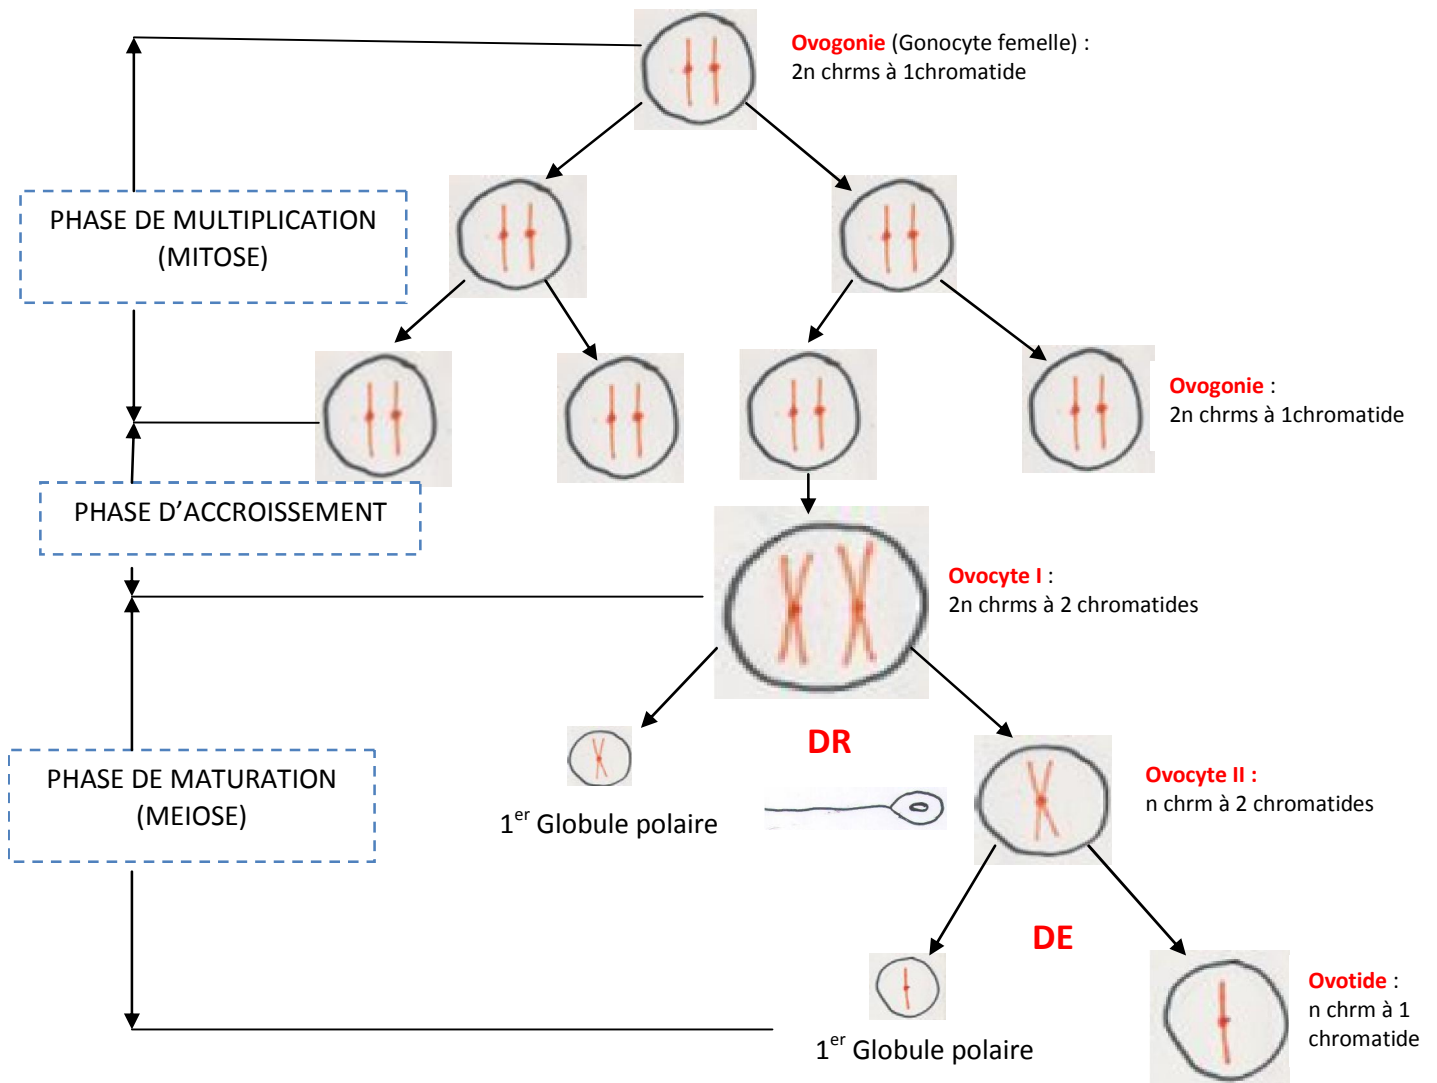 Ovogonie (Gonocyte femelle) :
2n chrms à 1chromatide
PHASE DE MULTIPLICATION
(MITOSE)
Ovogonie :
2n chrms à 1chromatide
PHASE D’ACCROISSEMENT
Ovocyte I :
2n chrms à 2 chromatides
DR
PHASE DE MATURATION
(MEIOSE)
1er Globule polaire
Ovocyte II :
n chrm à 2 chromatides
DE
Ovotide :
n chrm à 1
chromatide
1er Globule polaire